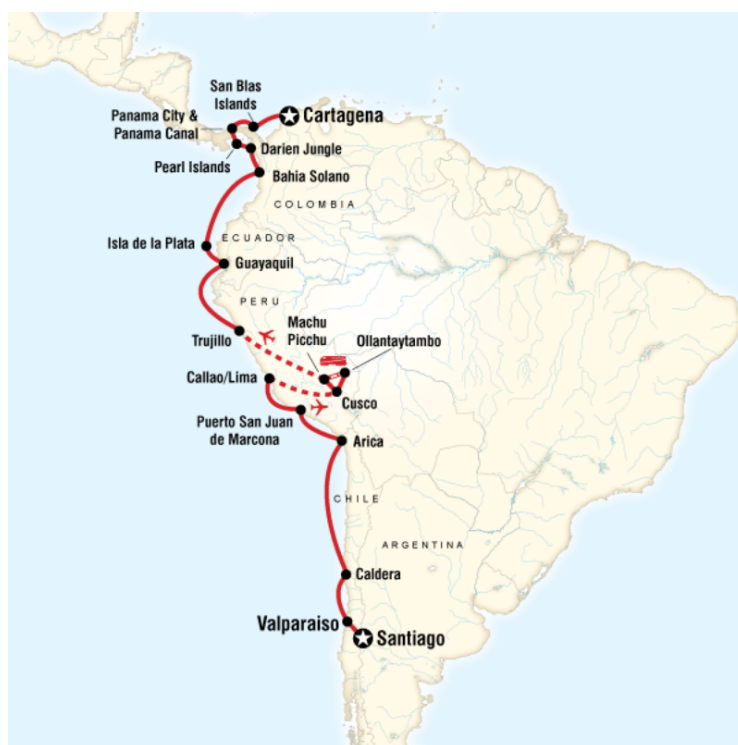 San Blas
Islands
Cartagena
Panama City &
Panama Canal
Darien Jungle
Pearl Islands
Bahia Solano
COLOMBIA
Isla de la Plata
ECUADOR
Guayaquil
PERU
Machu
Picchu
Ollantaytambo
Trujillo
Callao/Lima
Cusco
Puerto San Juan
de Marcona
Arica
CHILE
ARGENTINA
Caldera
Valparaiso
Santiago